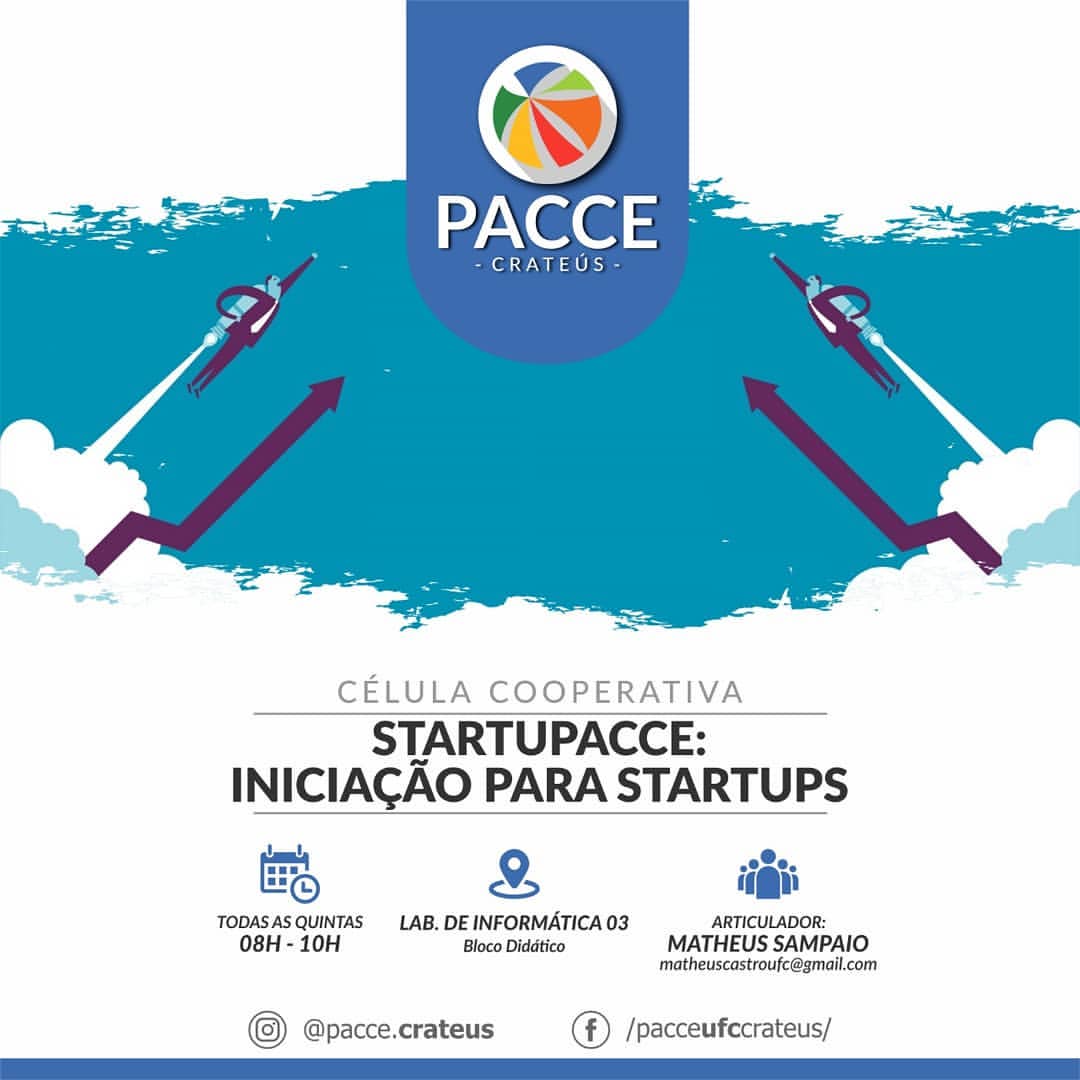 PACCE
- CRATEÚS -
CÉLULA COOPERATIVA
STARTUPACCE:
INICIAÇÃO PARA STARTUPS
TODAS AS QUINTAS
08H - 10H
LAB. DE INFORMÁTICA 03
Bloco Didático
ARTICULADOR:
MATHEUS SAMPAIO
matheuscastroufc@gmail.com
@pacce.crateus
/pacceufccrateus/